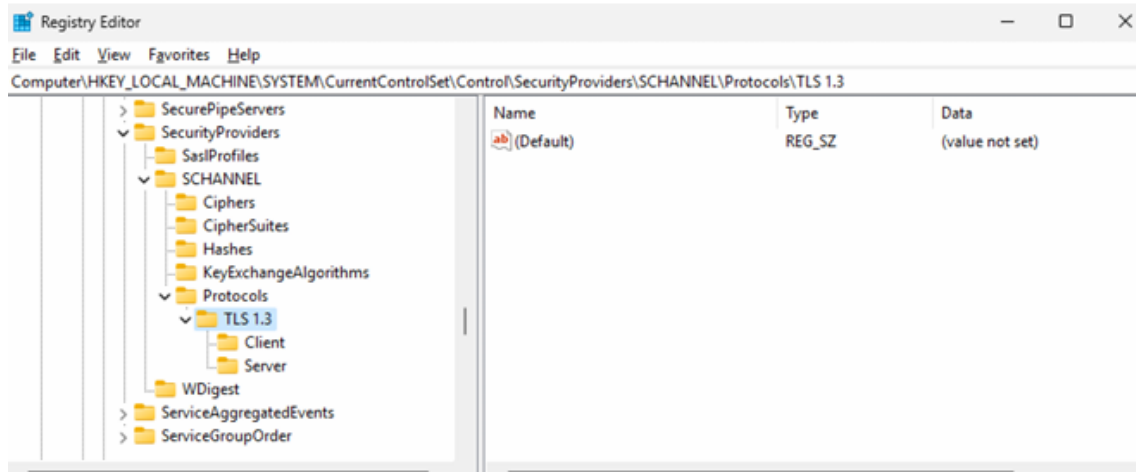 Registry Editor
File Edit View Favorites Help
Computer\HKEY_LOCAL_MACHINE\SYSTEM\CurrentControlSet\Control\SecurityProviders\SCHANNEL\Protocols\TLS 1.3
SecurePipeServers
SecurityProviders
SaslProfiles
SCHANNEL
Ciphers
CipherSuites
Hashes
KeyExchangeAlgorithms
Protocols
TLS 1.3
Client
Server
WDigest
ServiceAggregatedEvents
ServiceGroupOrder
Name Type Data
ab (Default) REG_SZ (value not set)